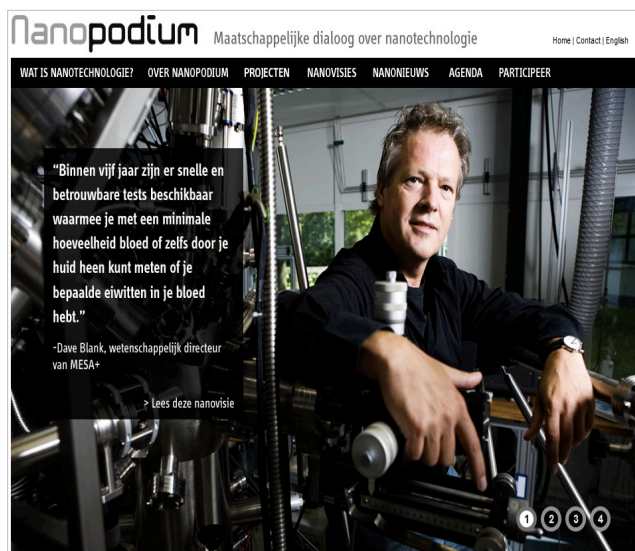 Nanopodium Maatschappelijke dialoog over nanotechnologie
Home | Contact | English
WAT IS NANOTECHNOLOGIE? OVER NANOPODIUM PROJECTEN NANOVISIES NANONIEUWS AGENDA PARTICIPEER
“Binnen vijf jaar zijn er snelle en
betrouwbare tests beschikbaar
waarmee je met een minimale
hoeveelheid bloed of zelfs door je
huid heen kunt meten of je
bepaalde eiwitten in je bloed
hebt.”
-Dave Blank, wetenschappelijk directeur
van MESA+
> Lees deze nanovisie
1 2 3 4